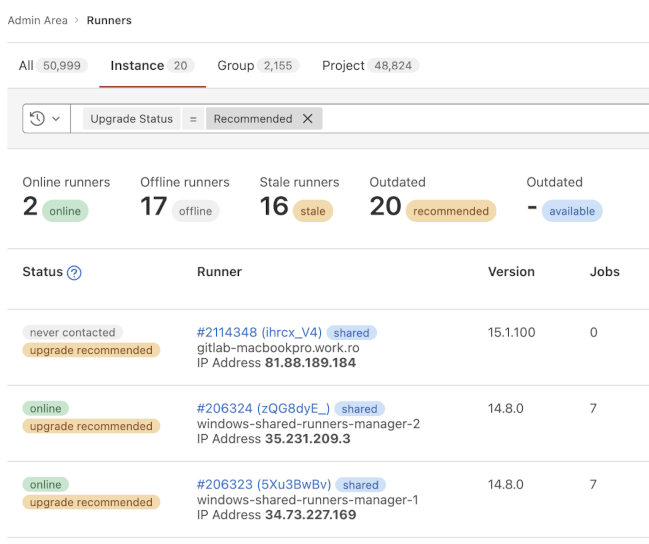 Admin Area > Runners
All 50,999 Instance 20 Group 2,155 Project 48,824
Upgrade Status = Recommended
Online runners Offline runners Stale runners Outdated Outdated
2 online 17 offline 16 stale 20 recommended - available
Status Runner Version Jobs
never contacted #2114348 (ihrcx_V4) shared 15.1.100 0
upgrade recommended gitlab-macbookpro.work.ro
IP Address 81.88.189.184
online #206324 (zQG8dyE_) shared 14.8.0 7
upgrade recommended windows-shared-runners-manager-2
IP Address 35.231.209.3
online #206323 (5Xu3BwBv) shared 14.8.0 7
upgrade recommended windows-shared-runners-manager-1
IP Address 34.73.227.169